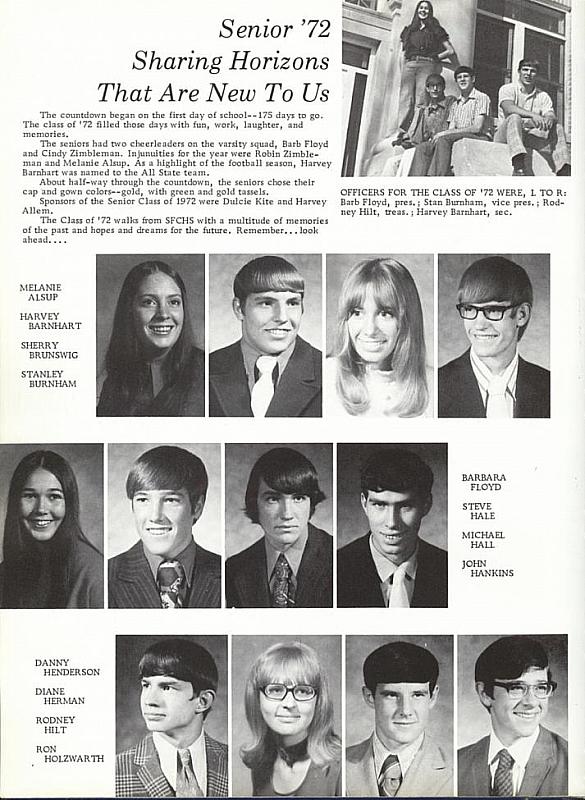 Senior '72
Sharing Horizons
That Are New To Us
The countdown began on the first day of school--175 days to go.
The class of '72 filled those days with fun, work, laughter, and
memories.
The seniors had two cheerleaders on the varsity squad, Barb Floyd
and Cindy Zimbleman. Injunuities for the year were Robin Zimble-
man and Melanie Alsup. As a highlight of the football season, Harvey
Barnhart was named to the All State team.
About half-way through the countdown, the seniors chose their
cap and gown colors--gold, with green and gold tassels.
Sponsors of the Senior Class of 1972 were Dulcie Kite and Harvey
Allem.
The Class of '72 walks from SFCHS with a multitude of memories
of the past and hopes and dreams for the future. Remember...look
ahead....
OFFICERS FOR THE CLASS OF '72 WERE, L TO R:
Barb Floyd, pres.; Stan Burnham, vice pres.; Rod-
ney Hilt, treas.; Harvey Barnhart, sec.
MELANIE
ALSUP
HARVEY
BARNHART
SHERRY
BRUNSWIG
STANLEY
BURNHAM
BARBARA
FLOYD
STEVE
HALE
MICHAEL
HALL
JOHN
HANKINS
DANNY
HENDERSON
DIANE
HERMAN
RODNEY
HILT
RON
HOLZWARTH